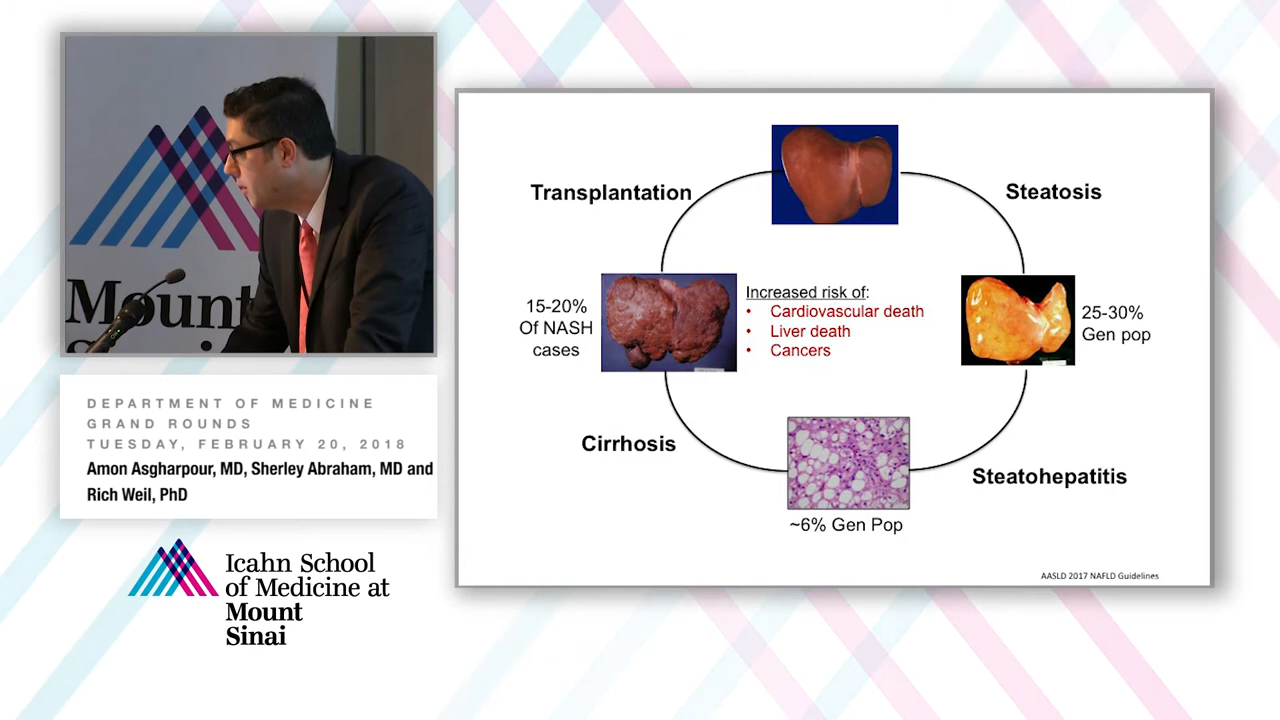 Mount
DEPARTMENT OF MEDICINE
GRAND ROUNDS
TUESDAY, FEBRUARY 20, 2018
Amon Asgharpour, MD, Sherley Abraham, MD and
Rich Weil, PhD
Icahn School
of Medicine at
Mount
Sinai
Transplantation
Steatosis
15-20%
Of NASH
cases
Increased risk of:
• Cardiovascular death
• Liver death
• Cancers
25-30%
Gen pop
Cirrhosis
Steatohepatitis
~6% Gen Pop
AASLD 2017 NAFLD Guidelines